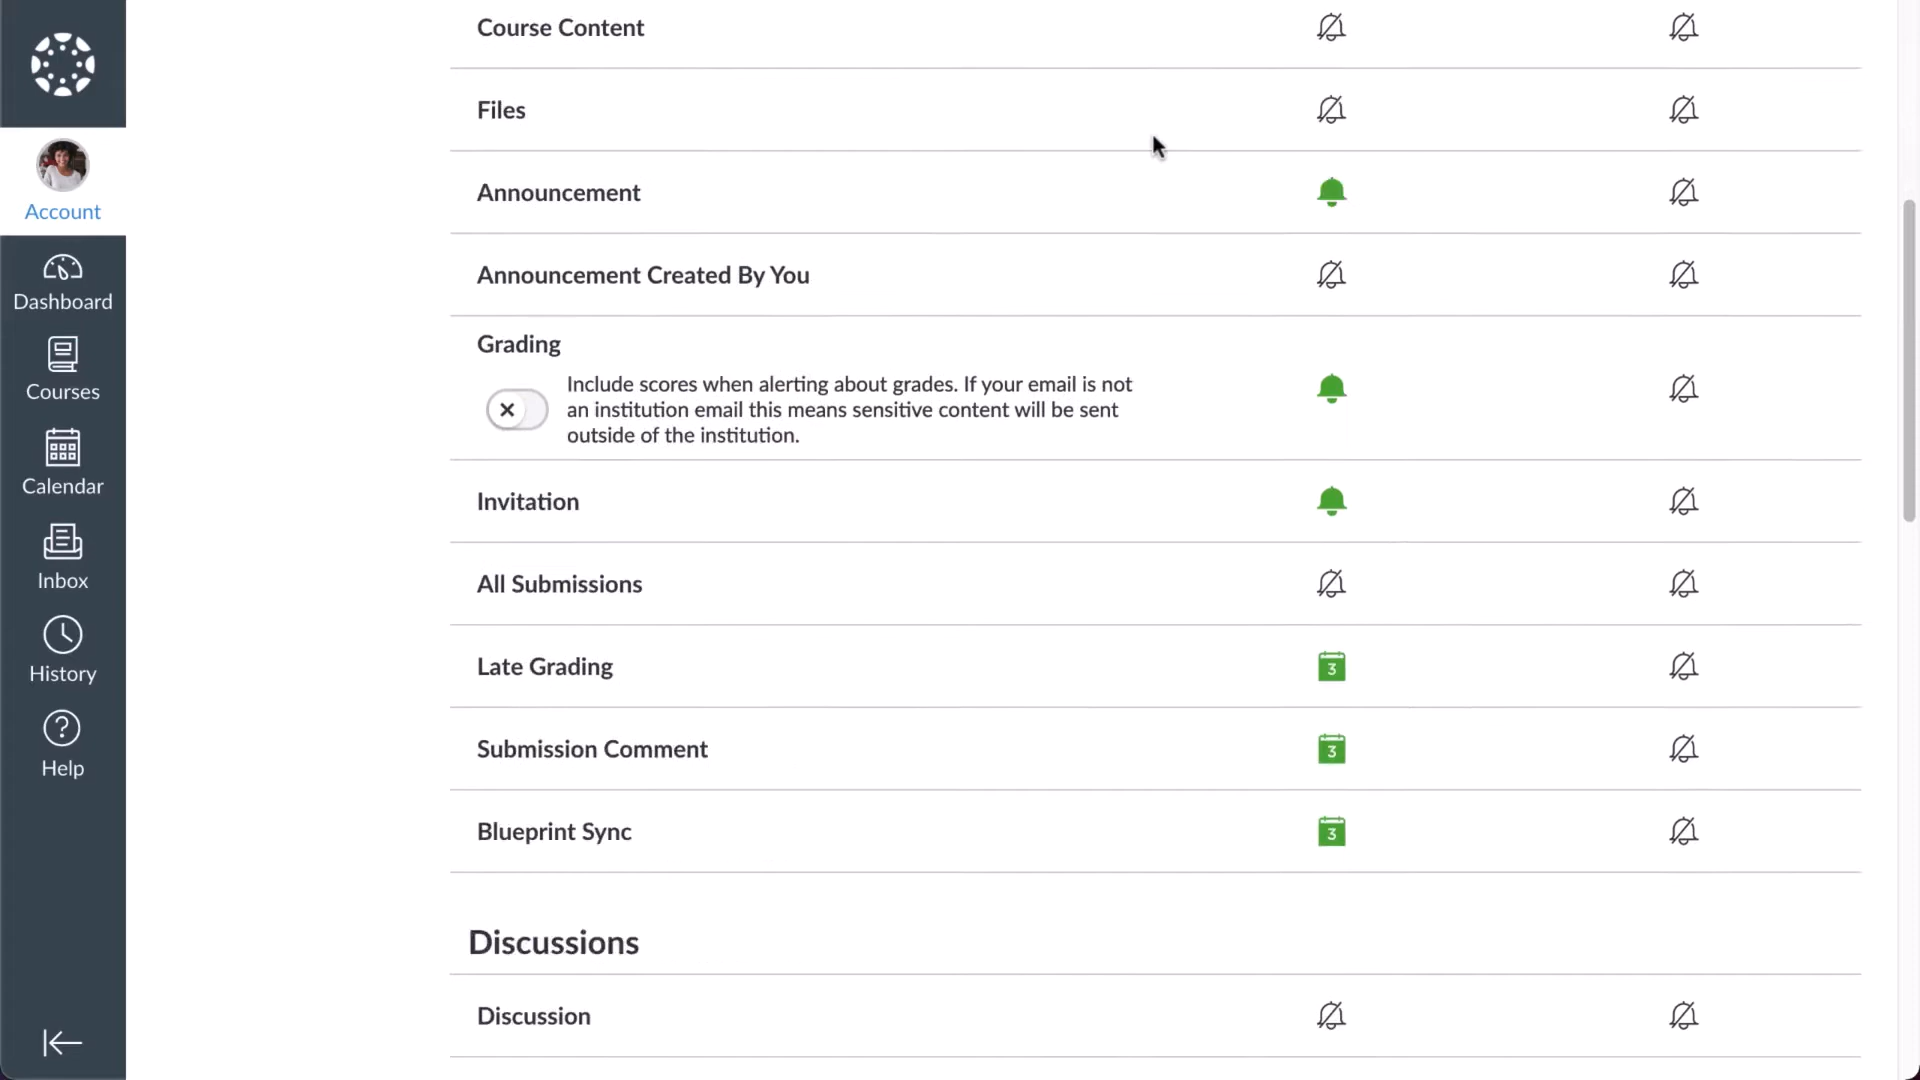 Course Content
Files
Account
Announcement
Dashboard
Announcement Created By You
Courses
Grading
Include scores when alerting about grades. If your email is not
an institution email this means sensitive content will be sent
outside of the institution.
Calendar
Invitation
Inbox
All Submissions
History
Late Grading
3
Help
Submission Comment
3
Blueprint Sync
3
Discussions
Discussion